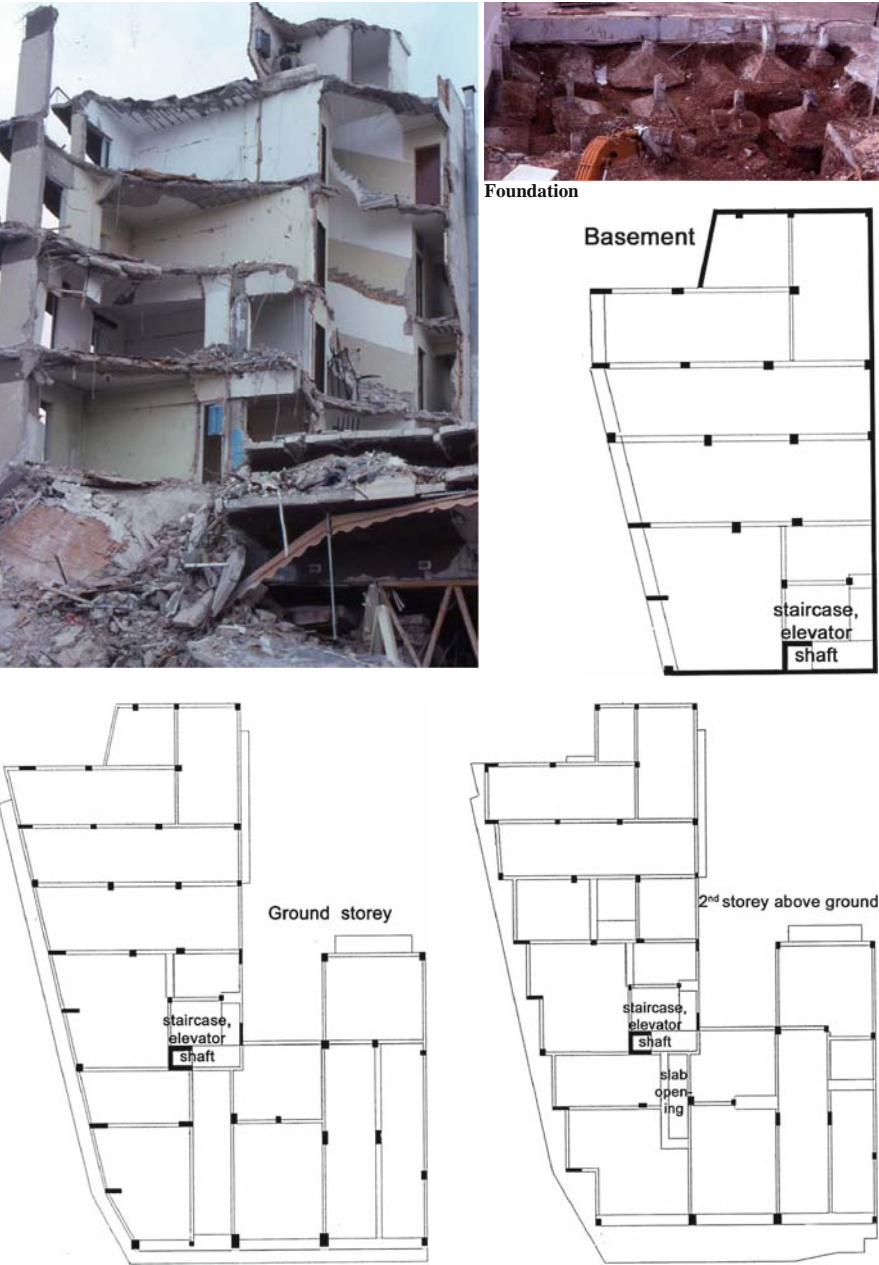 Foundation
Basement
staircase,
elevator
shaft
Ground storey
staircase,
elevator
shaft
2nd storey above ground
staircase,
elevator
shaft
slab
open-
ing